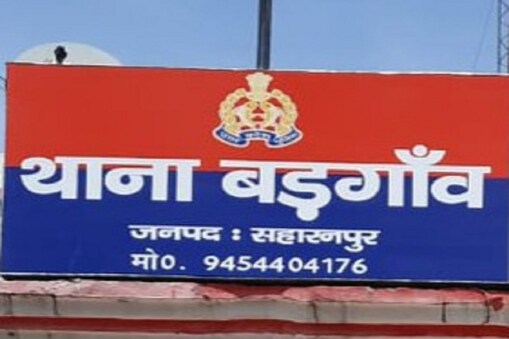 थाना बड़गाँव
जनपद : सहारनपुर
मो0. 9454404176